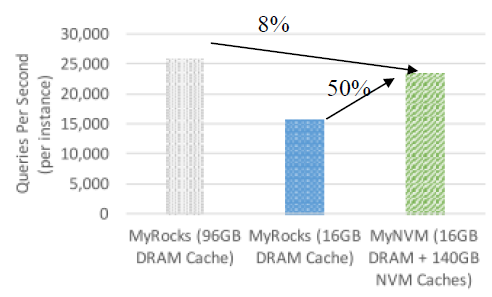 8%
30,000
25,000
50%
20,000
15,000
10,000
5,000
0
Queries Per Second
(per instance)
MyRocks (96GB
DRAM Cache)
MyRocks (16GB
DRAM Cache)
MyNVM (16GB
DRAM + 140GB
NVM Caches)